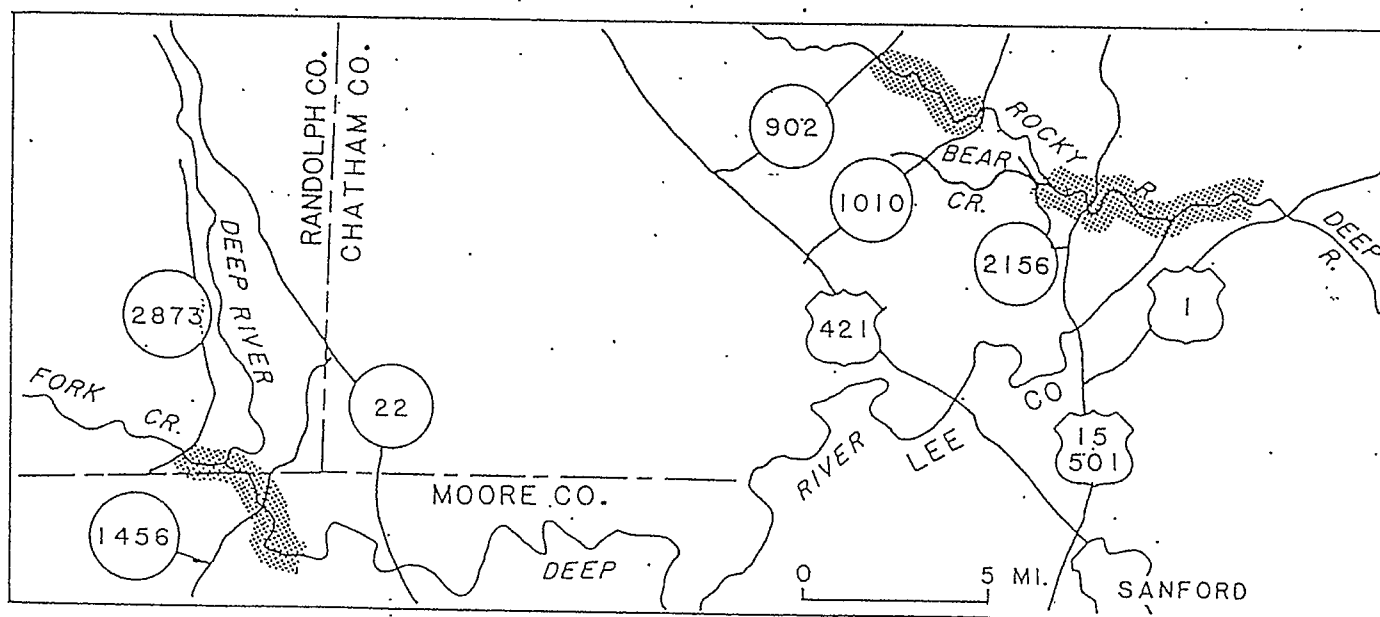 RANDOLPH CO.
CHATHAM CO.
902
ROCKY
R.
BEAR
CR.
1010
2156
DEEP
R.
1
421
DEEP RIVER
2873
FORK
CR.
22
RIVER
LEE
CO
15
501
MOORE CO.
1456
DEEP
0
5 MI.
SANFORD